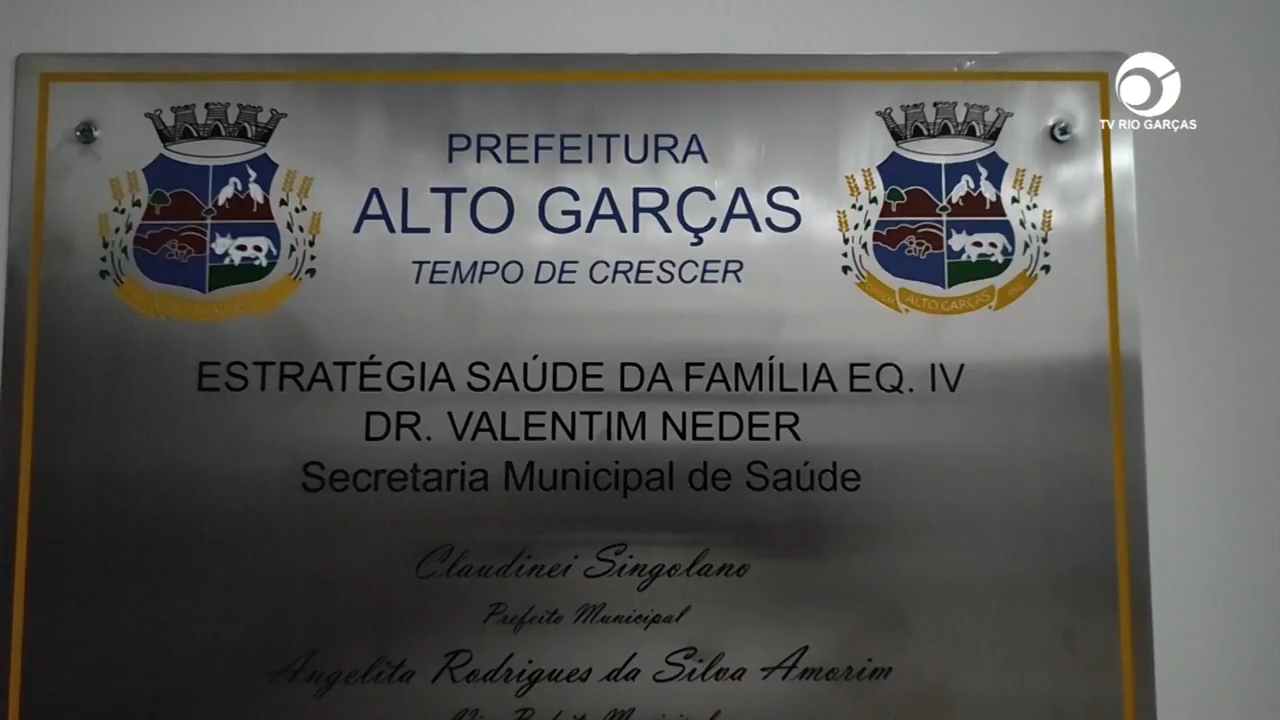 TV RIO GARÇAS
PREFEITURA
ALTO GARÇAS
TEMPO DE CRESCER
ALTO GARÇAS
ESTRATÉGIA SAÚDE DA FAMÍLIA EQ. IV
DR. VALENTIM NEDER
Secretaria Municipal de Saúde
Claudinei Singolano
Prefeito Municipal
Angelita Rodrigues da Silva Amorim